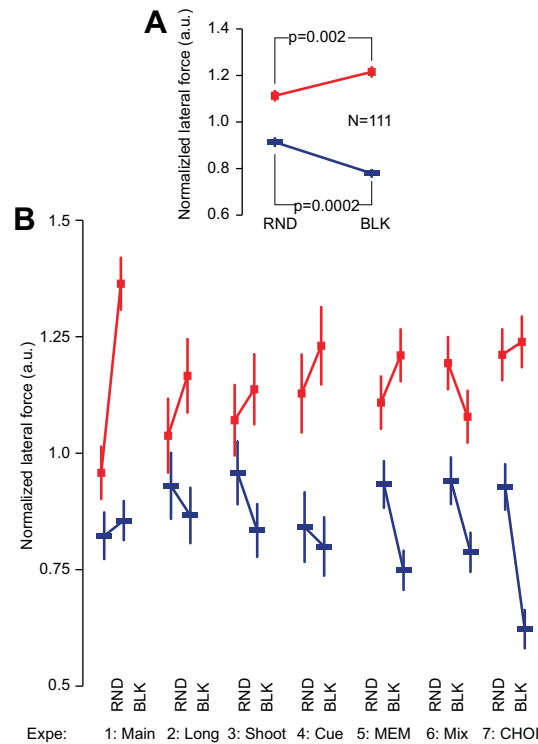 A
Normalizled lateral force (a.u.)
1.4
1.2
1.0
0.8
0.6
p=0.002
N=111
p=0.0002
RND BLK
B
Normalized lateral force (a.u.)
1.5
1.25
1.0
0.75
0.5
RND BLK RND BLK RND BLK RND BLK RND BLK RND BLK RND BLK
Expe: 1: Main 2: Long 3: Shoot 4: Cue 5: MEM 6: Mix 7: CHOI